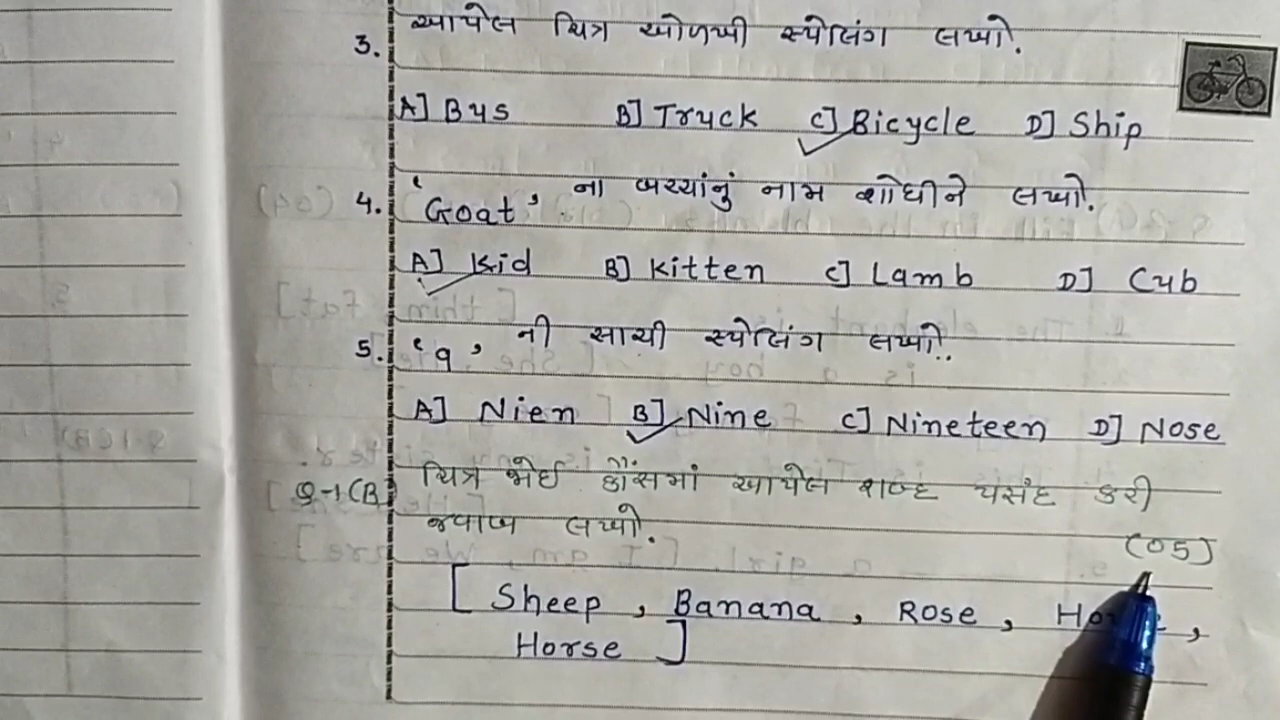 3. આપેલ ચિત્ર ઓળખી સ્પેલિંગ લખો.
A] Bus B] Truck C] Bicycle D] Ship
4. 'Goat' ના બચ્ચાંનું નામ શોધીને લખો.
A] Kid B] Kitten C] Lamb D] Cub
5. '9' ની સાચી સ્પેલિંગ લખો.
A] Nien B] Nine C] Nineteen D] Nose
Q-1(B) ચિત્ર જોઈ કૌંસમાં આપેલ શબ્દ પસંદ કરી
જવાબ લખો.
(05]
[ Sheep , Banana , Rose , ,
Horse ]